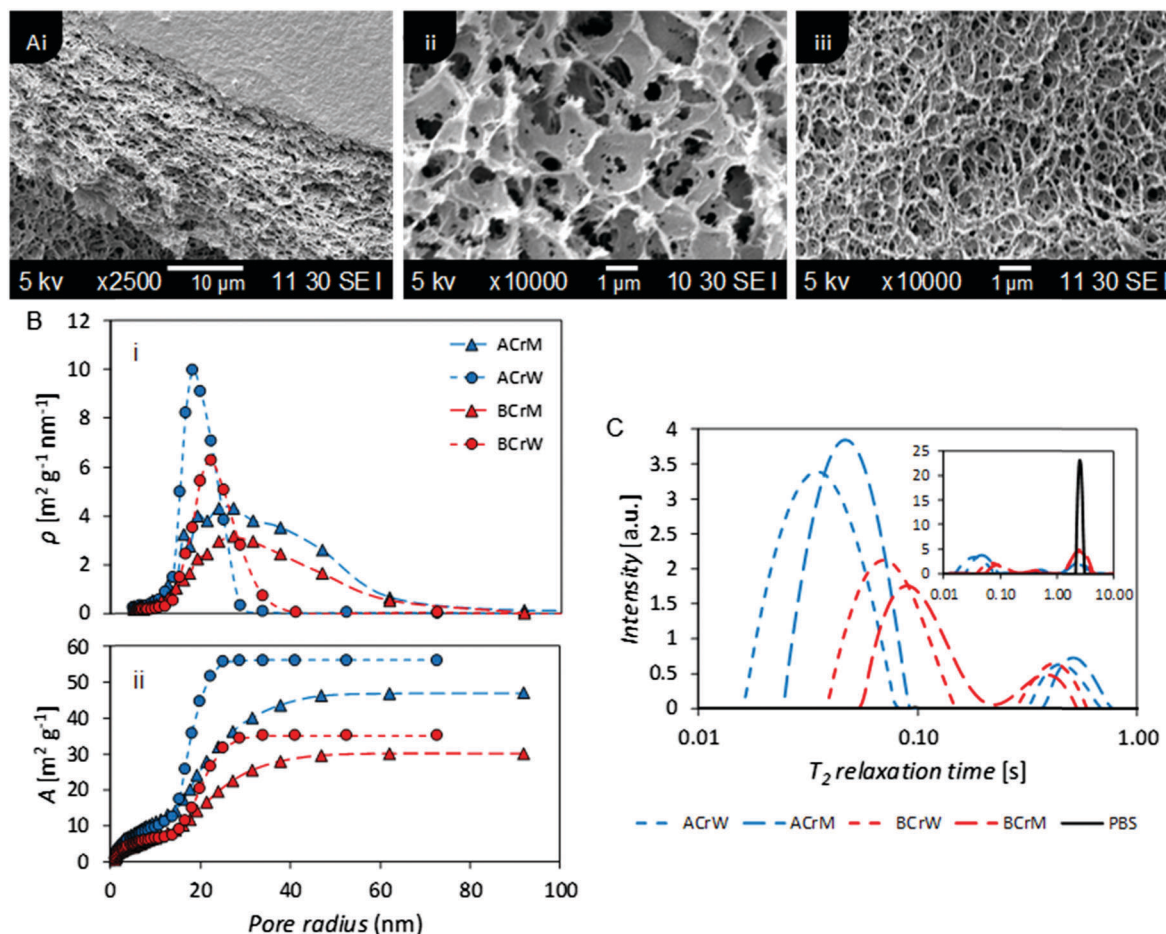 Ai
5 kv x2500 10 µm 11 30 SE I
ii
5 kv x10000 1 µm 10 30 SE I
iii
5 kv x10000 1 µm 11 30 SE I
B
i
ρ [m² g⁻¹ nm⁻¹]
12
10
8
6
4
2
0
ACrM
ACrW
BCrM
BCrW
ii
A [m² g⁻¹]
60
50
40
30
20
10
0
0 20 40 60 80 100
Pore radius (nm)
C
Intensity [a.u.]
4
3.5
3
2.5
2
1.5
1
0.5
0
0.01 0.10 1.00
T₂ relaxation time [s]
25
20
15
10
5
0
0.01 0.10 1.00 10.00
ACrW ACrM BCrW BCrM PBS